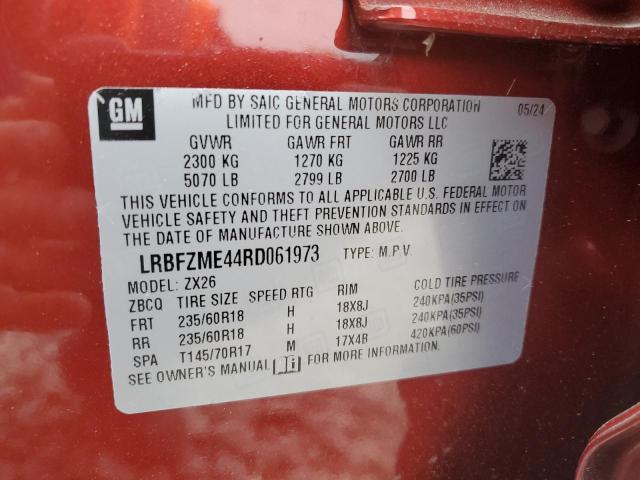 GM
MFD BY SAIC GENERAL MOTORS CORPORATION 05/24
LIMITED FOR GENERAL MOTORS LLC
GVWR GAWR FRT GAWR RR
2300 KG 1270 KG 1225 KG
5070 LB 2799 LB 2700 LB
THIS VEHICLE CONFORMS TO ALL APPLICABLE U.S. FEDERAL MOTOR
VEHICLE SAFETY AND THEFT PREVENTION STANDARDS IN EFFECT ON
THE DATE OF MANUFACTURE SHOWN ABOVE.
LRBFZME44RD061973 TYPE: M.P.V.
MODEL: ZX26
ZBCQ TIRE SIZE SPEED RTG RIM COLD TIRE PRESSURE
FRT 235/60R18 H 18X8J 240KPA(35PSI)
RR 235/60R18 H 18X8J 240KPA(35PSI)
SPA T145/70R17 M 17X4B 420KPA(60PSI)
SEE OWNER'S MANUAL FOR MORE INFORMATION.